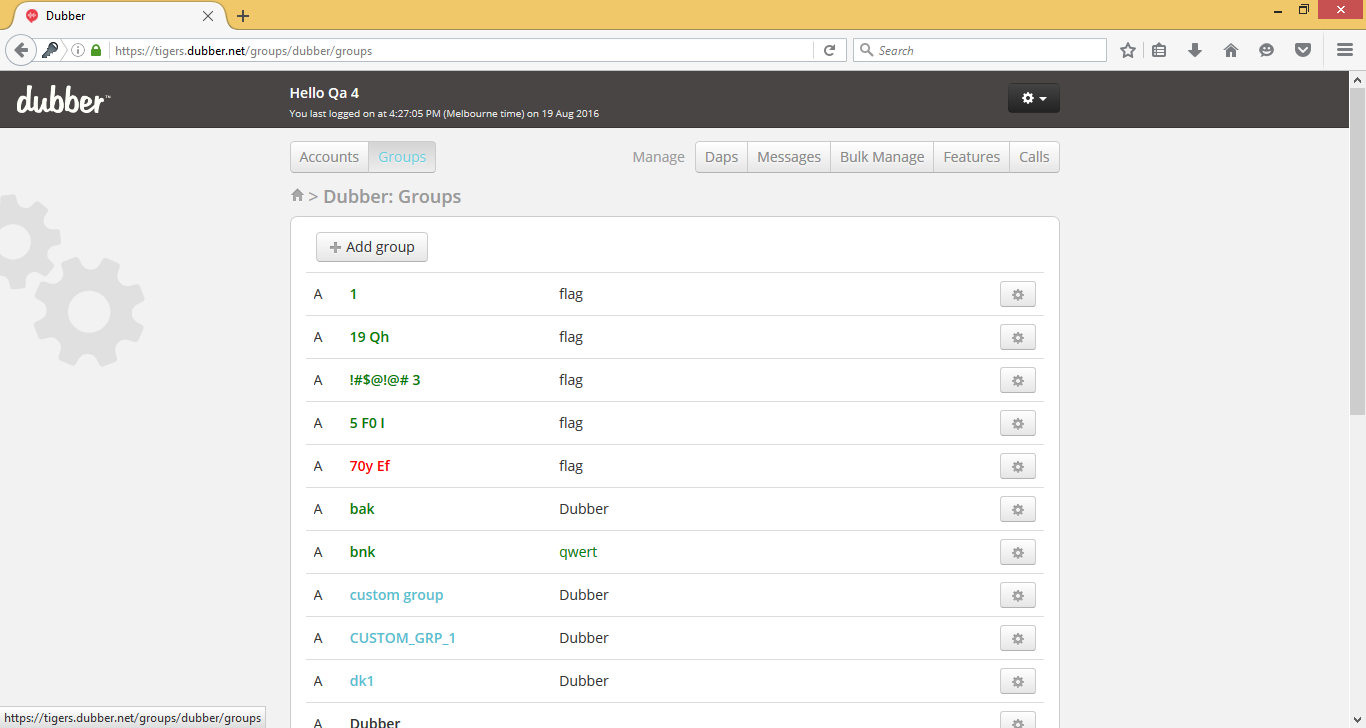 Dubber
https://tigers.dubber.net/groups/dubber/groups
Search
dubber™
Hello Qa 4
You last logged on at 4:27:05 PM (Melbourne time) on 19 Aug 2016
Accounts Groups Manage Daps Messages Bulk Manage Features Calls
> Dubber: Groups
Add group
A 1 flag
A 19 Qh flag
A !#$@!@# 3 flag
A 5 F0 I flag
A 70y Ef flag
A bak Dubber
A bnk qwert
A custom group Dubber
A CUSTOM_GRP_1 Dubber
A dk1 Dubber
A Dubber
https://tigers.dubber.net/groups/dubber/groups